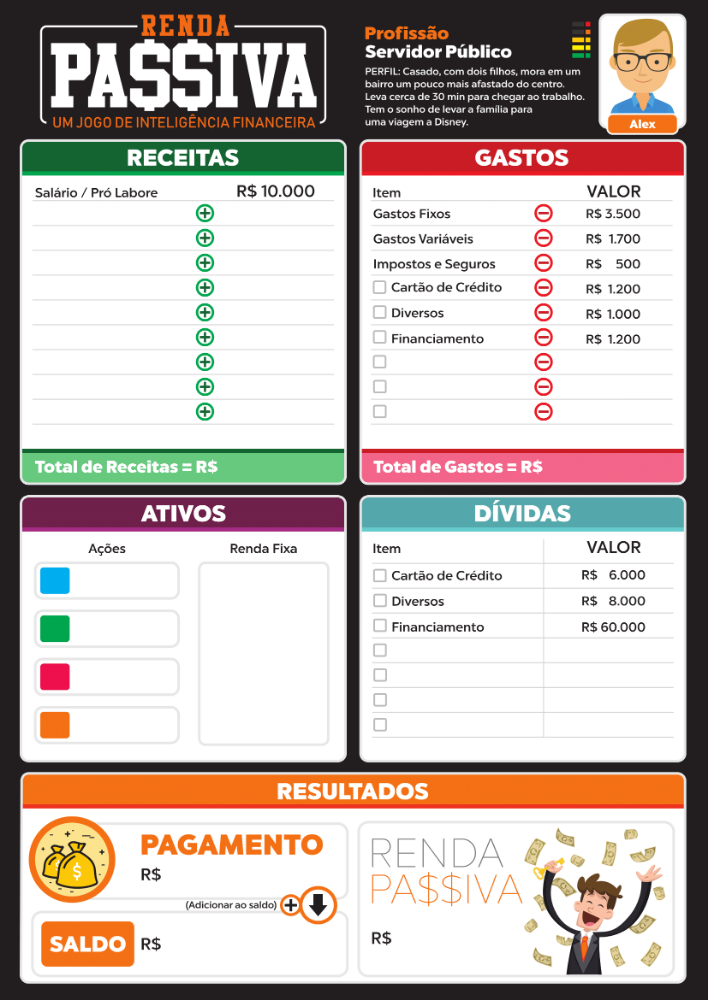 RENDA
PA$$IVA
UM JOGO DE INTELIGÊNCIA FINANCEIRA
Profissão
Servidor Público
PERFIL: Casado, com dois filhos, mora em um
bairro um pouco mais afastado do centro.
Leva cerca de 30 min para chegar ao trabalho.
Tem o sonho de levar a família para
uma viagem a Disney.
Alex
RECEITAS
Salário / Pró Labore R$ 10.000
Total de Receitas = R$
GASTOS
Item VALOR
Gastos Fixos R$ 3.500
Gastos Variáveis R$ 1.700
Impostos e Seguros R$ 500
Cartão de Crédito R$ 1.200
Diversos R$ 1.000
Financiamento R$ 1.200
Total de Gastos = R$
ATIVOS
Ações Renda Fixa
DÍVIDAS
Item VALOR
Cartão de Crédito R$ 6.000
Diversos R$ 8.000
Financiamento R$ 60.000
RESULTADOS
PAGAMENTO
R$
(Adicionar ao saldo)
SALDO R$
RENDA
PA$$IVA
R$